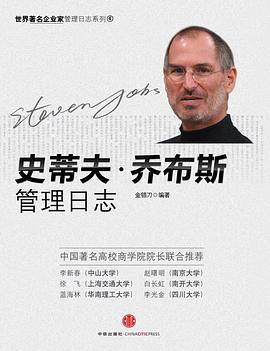 世界著名企业家管理日志系列④
Steven Jobs
史蒂夫·乔布斯
管理日志
金错刀◎编著
中国著名高校商学院院长联合推荐
李新春（中山大学） 赵曙明（南京大学）
徐 飞（上海交通大学） 白长虹（南开大学）
蓝海林（华南理工大学） 李光金（四川大学）
中信出版社·CHINACITICPRESS